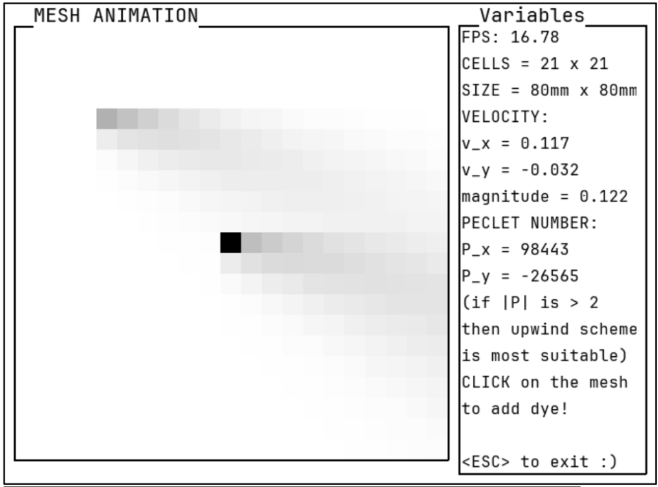 MESH ANIMATION
Variables
FPS: 16.78
CELLS = 21 x 21
SIZE = 80mm x 80mm
VELOCITY:
v_x = 0.117
v_y = -0.032
magnitude = 0.122
PECLET NUMBER:
P_x = 98443
P_y = -26565
(if |P| is > 2
then upwind scheme
is most suitable)
CLICK on the mesh
to add dye!
<ESC> to exit :)